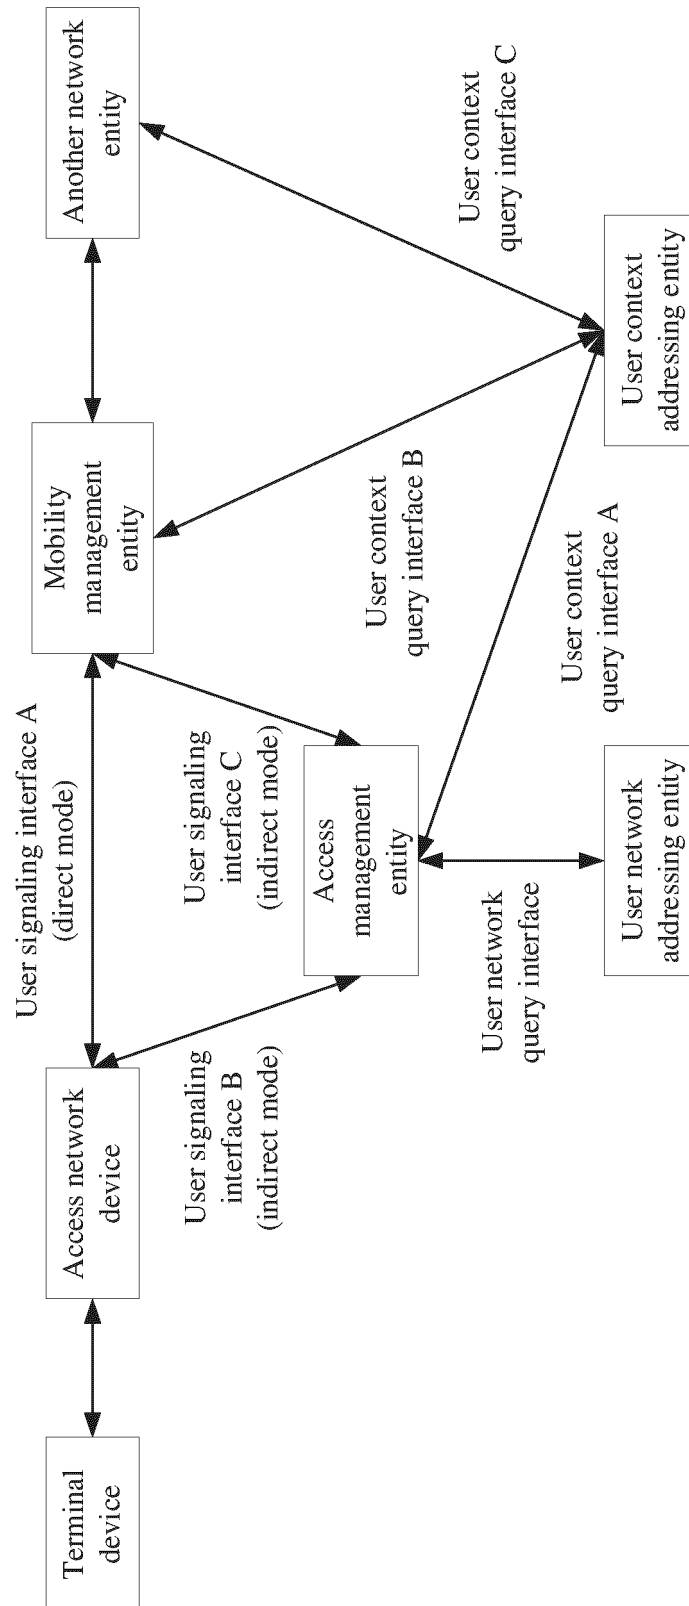 Terminal
device
Access network
device
User signaling interface A
(direct mode)
Mobility
management
entity
Another network
entity
User signaling
interface B
(indirect mode)
User signaling
interface C
(indirect mode)
Access
management
entity
User context
query interface B
User context
query interface C
User network
query interface
User context
query interface A
User network
addressing entity
User context
addressing entity